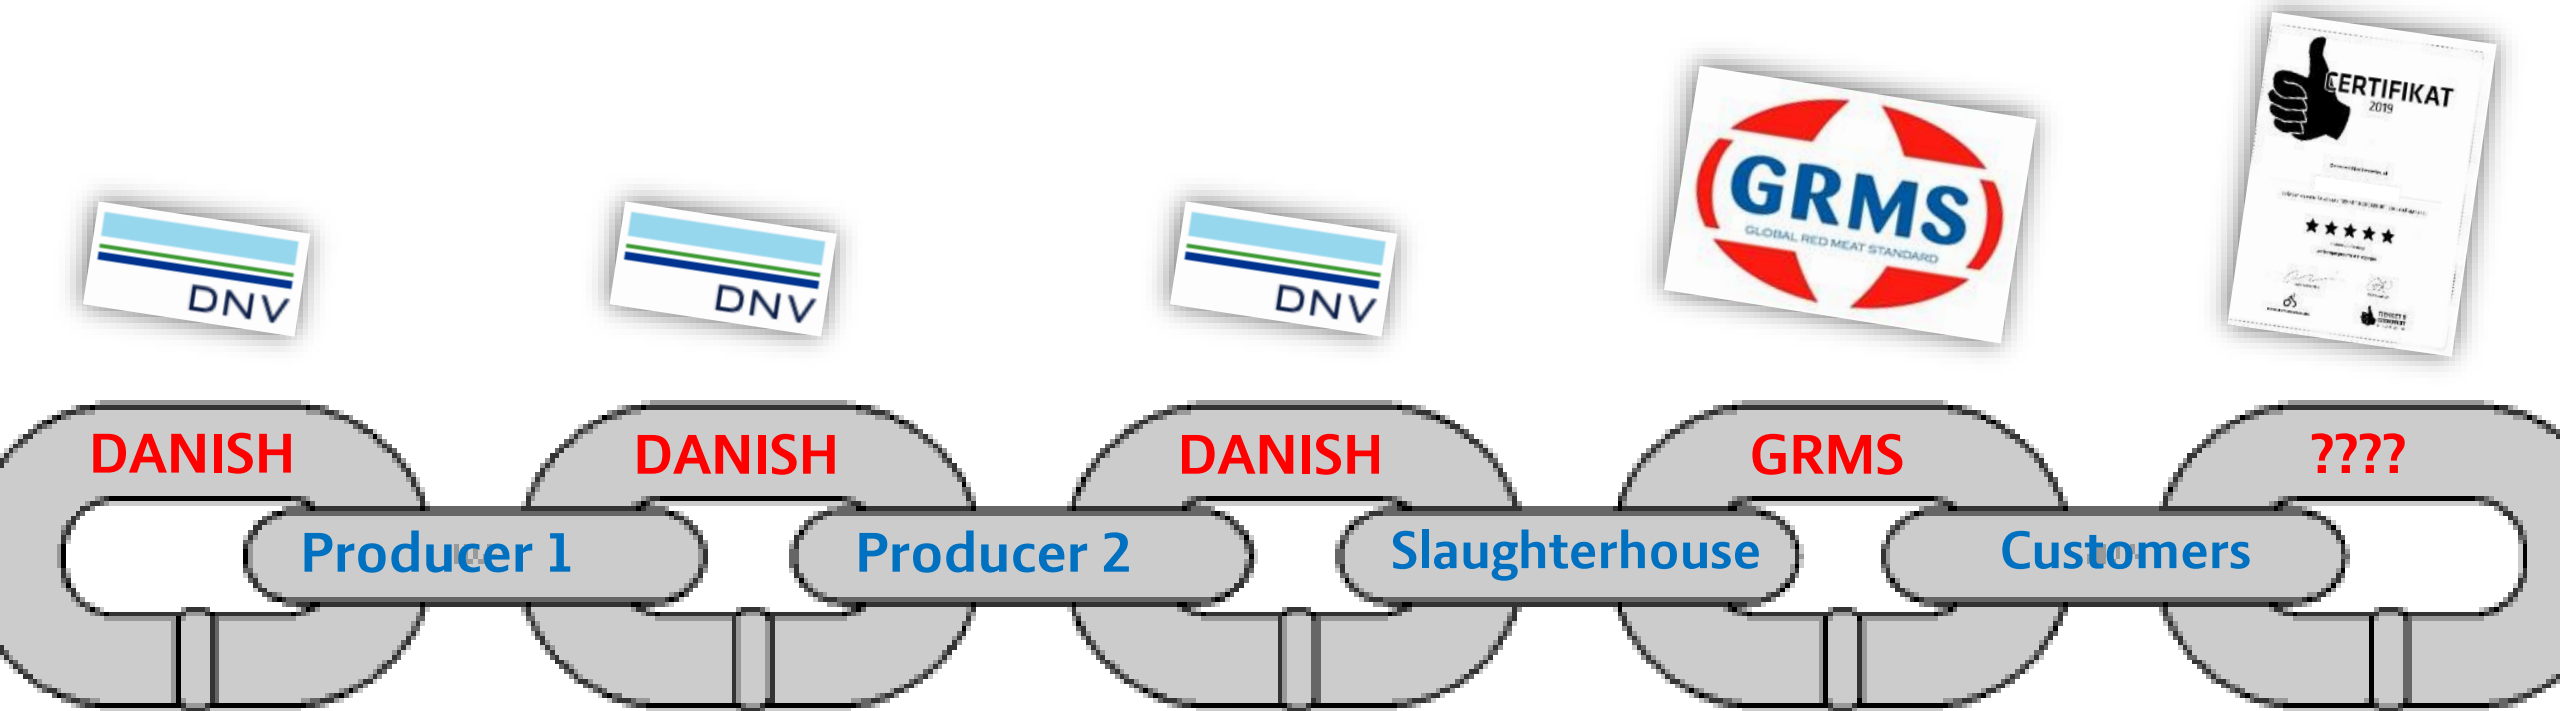 CERTIFIKAT
2019
GRMS
GLOBAL RED MEAT STANDARD
DNV
DNV
DNV
DANISH
DANISH
DANISH
GRMS
????
Producer 1
Producer 2
Slaughterhouse
Customers